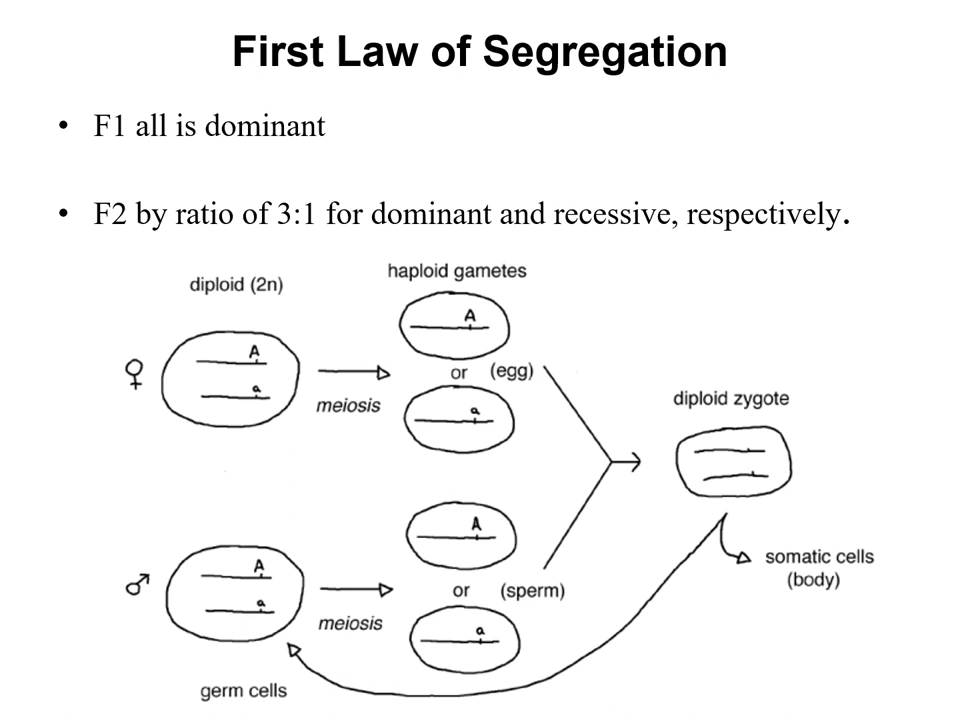 First Law of Segregation
• F1 all is dominant
• F2 by ratio of 3:1 for dominant and recessive, respectively.
diploid (2n)
haploid gametes
A
♀
A
a
meiosis
or (egg)
a
diploid zygote
A
♂
A
a
meiosis
or (sperm)
a
somatic cells
(body)
germ cells